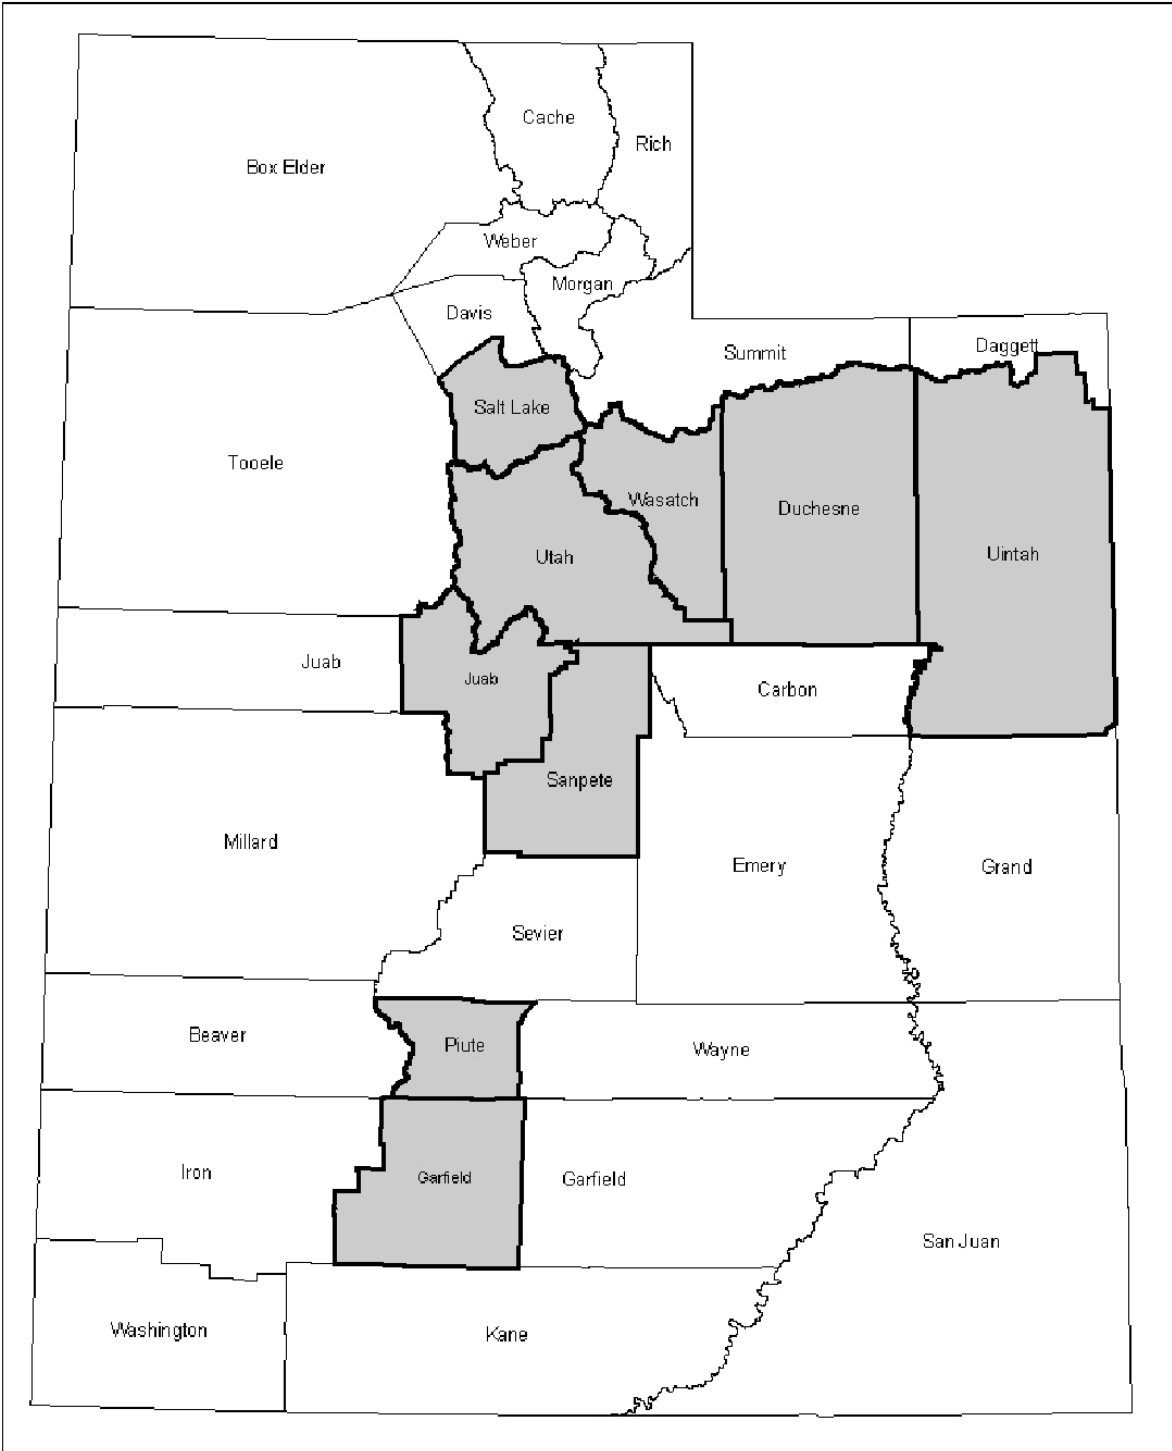 Cache
Rich
Box Elder
Weber
Morgan
Davis
Summit
Daggett
Salt Lake
Tooele
Wasatch
Duchesne
Utah
Uintah
Juab
Juab
Carbon
Sanpete
Millard
Emery
Grand
Sevier
Beaver
Piute
Wayne
Iron
Garfield
Garfield
San Juan
Washington
Kane